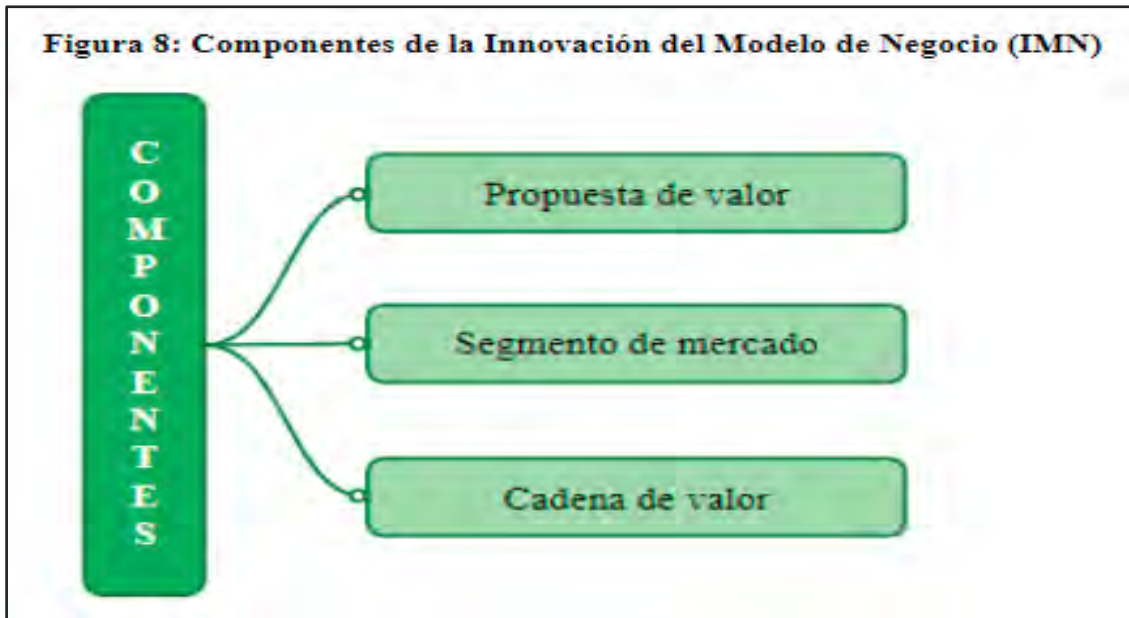 Figura 8: Componentes de la Innovación del Modelo de Negocio (IMN)
COMPONENTES
Propuesta de valor
Segmento de mercado
Cadena de valor